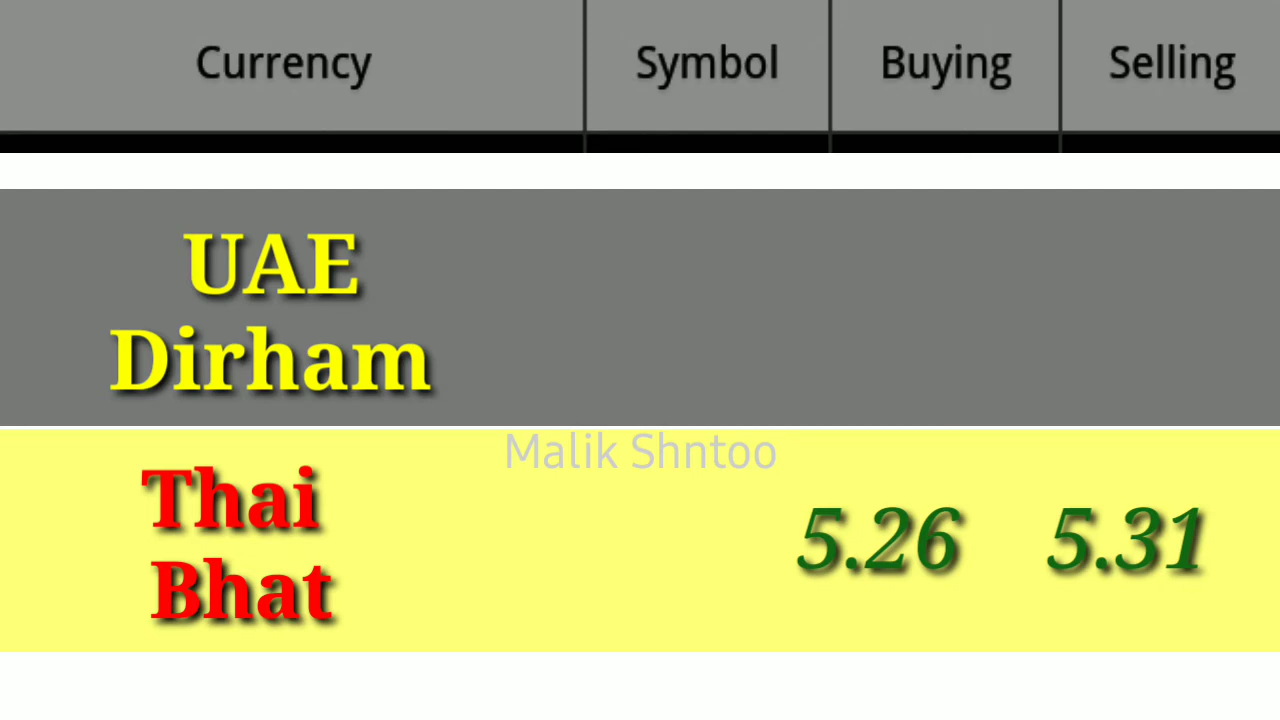 Currency Symbol Buying Selling
UAE
Dirham
Malik Shntoo
Thai
Bhat
5.26 5.31